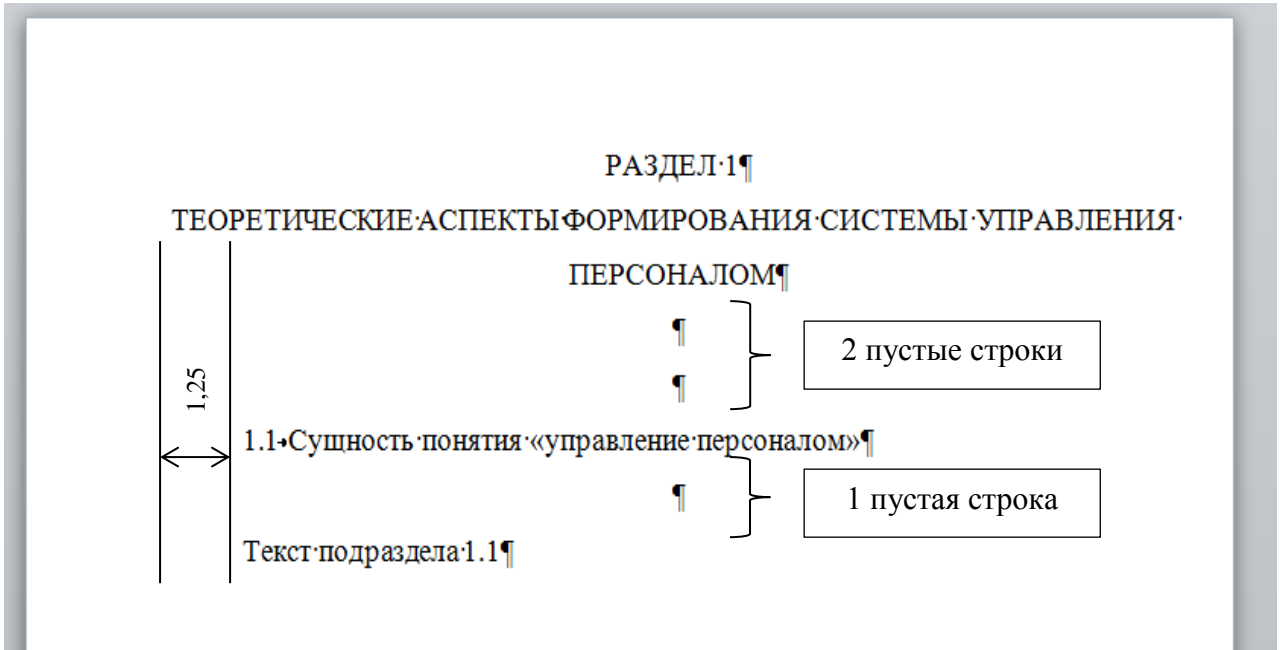 РАЗДЕЛ·1¶
ТЕОРЕТИЧЕСКИЕ·АСПЕКТЫ·ФОРМИРОВАНИЯ·СИСТЕМЫ·УПРАВЛЕНИЯ·
ПЕРСОНАЛОМ¶
¶
2 пустые строки
¶
1,25
1.1 Сущность·понятия·«управление·персоналом»¶
¶
1 пустая строка
Текст·подраздела·1.1¶